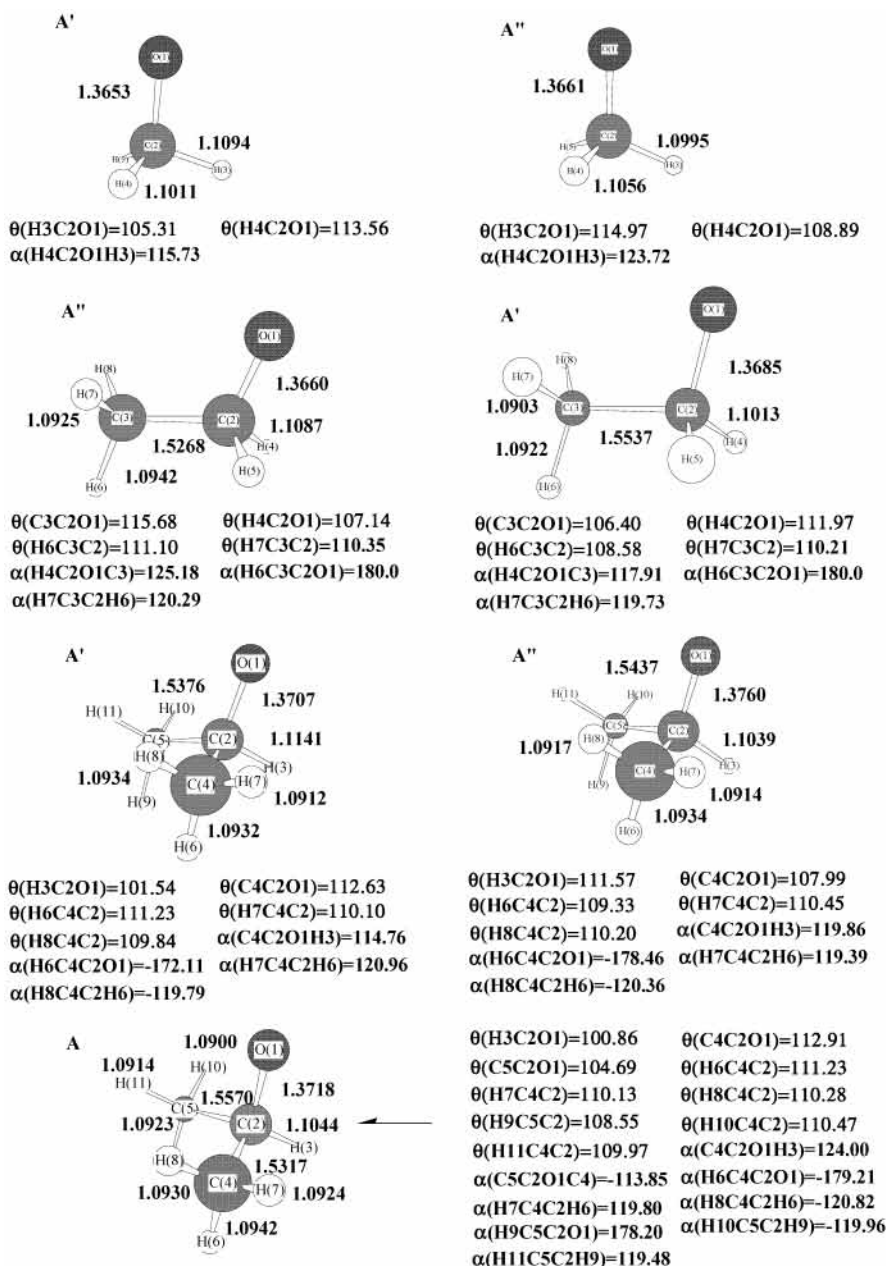 A'
O(1)
1.3653
C(2)
1.1094
H(5)
H(4)
H(3)
1.1011
θ(H3C2O1)=105.31 θ(H4C2O1)=113.56
α(H4C2O1H3)=115.73
A''
O(1)
1.3661
C(2)
1.0995
H(5)
H(4)
H(3)
1.1056
θ(H3C2O1)=114.97 θ(H4C2O1)=108.89
α(H4C2O1H3)=123.72
A''
O(1)
H(8)
H(7)
1.3660
1.0925
C(3)
C(2)
1.1087
1.5268
H(4)
1.0942
H(5)
H(6)
θ(C3C2O1)=115.68 θ(H4C2O1)=107.14
θ(H6C3C2)=111.10 θ(H7C3C2)=110.35
α(H4C2O1C3)=125.18 α(H6C3C2O1)=180.0
α(H7C3C2H6)=120.29
A'
O(1)
H(8)
H(7)
1.3685
1.0903
C(3)
C(2)
1.1013
1.0922
1.5537
H(4)
H(5)
H(6)
θ(C3C2O1)=106.40 θ(H4C2O1)=111.97
θ(H6C3C2)=108.58 θ(H7C3C2)=110.21
α(H4C2O1C3)=117.91 α(H6C3C2O1)=180.0
α(H7C3C2H6)=119.73
A'
O(1)
1.5376
H(10)
1.3707
H(11)
C(5)
C(2)
1.1141
H(8)
H(3)
1.0934
C(4)
H(7)
H(9)
1.0912
1.0932
H(6)
θ(H3C2O1)=101.54 θ(C4C2O1)=112.63
θ(H6C4C2)=111.23 θ(H7C4C2)=110.10
θ(H8C4C2)=109.84 α(C4C2O1H3)=114.76
α(H6C4C2O1)=-172.11 α(H7C4C2H6)=120.96
α(H8C4C2H6)=-119.79
A''
O(1)
1.5437
H(11)
H(10)
1.3760
C(5)
C(2)
H(8)
1.1039
1.0917
C(4)
H(7)
H(3)
H(9)
1.0914
1.0934
H(6)
θ(H3C2O1)=111.57 θ(C4C2O1)=107.99
θ(H6C4C2)=109.33 θ(H7C4C2)=110.45
θ(H8C4C2)=110.20 α(C4C2O1H3)=119.86
α(H6C4C2O1)=-178.46 α(H7C4C2H6)=119.39
α(H8C4C2H6)=-120.36
A
1.0900
O(1)
1.0914
H(10)
H(11)
1.3718
1.5570
C(5)
C(2)
1.1044
1.0923
H(3)
H(8)
1.5317
C(4)
H(7)
1.0930
1.0924
1.0942
H(6)
θ(H3C2O1)=100.86 θ(C4C2O1)=112.91
θ(C5C2O1)=104.69 θ(H6C4C2)=111.23
θ(H7C4C2)=110.13 θ(H8C4C2)=110.28
θ(H9C5C2)=108.55 θ(H10C4C2)=110.47
θ(H11C4C2)=109.97 α(C4C2O1H3)=124.00
α(C5C2O1C4)=-113.85 α(H6C4C2O1)=-179.21
α(H7C4C2H6)=119.80 α(H8C4C2H6)=-120.82
α(H9C5C2O1)=178.20 α(H10C5C2H9)=-119.96
α(H11C5C2H9)=119.48